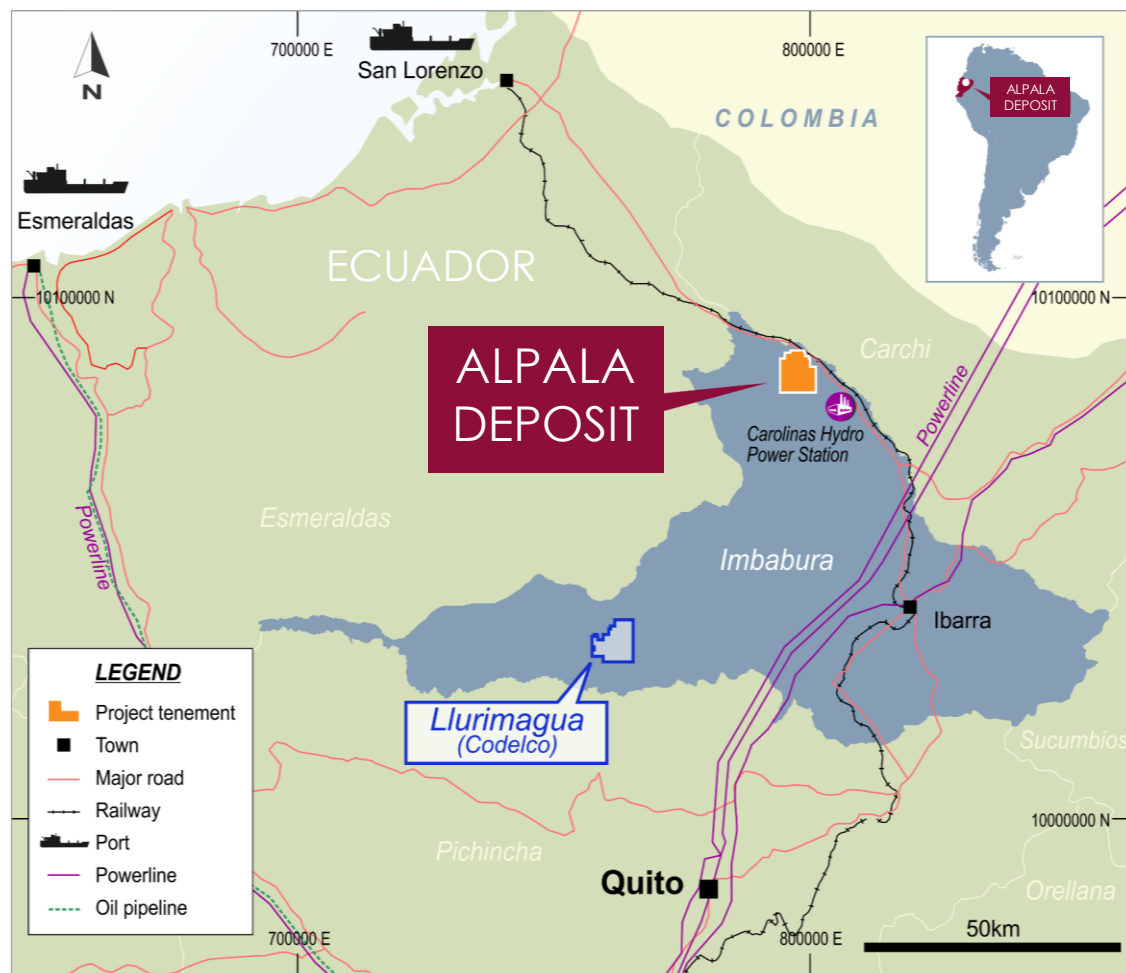 700000 E
800000 E
San Lorenzo
N
COLOMBIA
ALPALA
DEPOSIT
Esmeraldas
ECUADOR
10100000 N
10100000 N
ALPALA
DEPOSIT
Carchi
Powerline
Carolinas Hydro
Power Station
Esmeraldas
Powerline
Imbabura
Ibarra
LEGEND
Project tenement
Town
Major road
Railway
Port
Powerline
Oil pipeline
Llurimagua
(Codelco)
Sucumbios
10000000 N
Pichincha
Quito
Orellana
700000 E
800000 E
50km